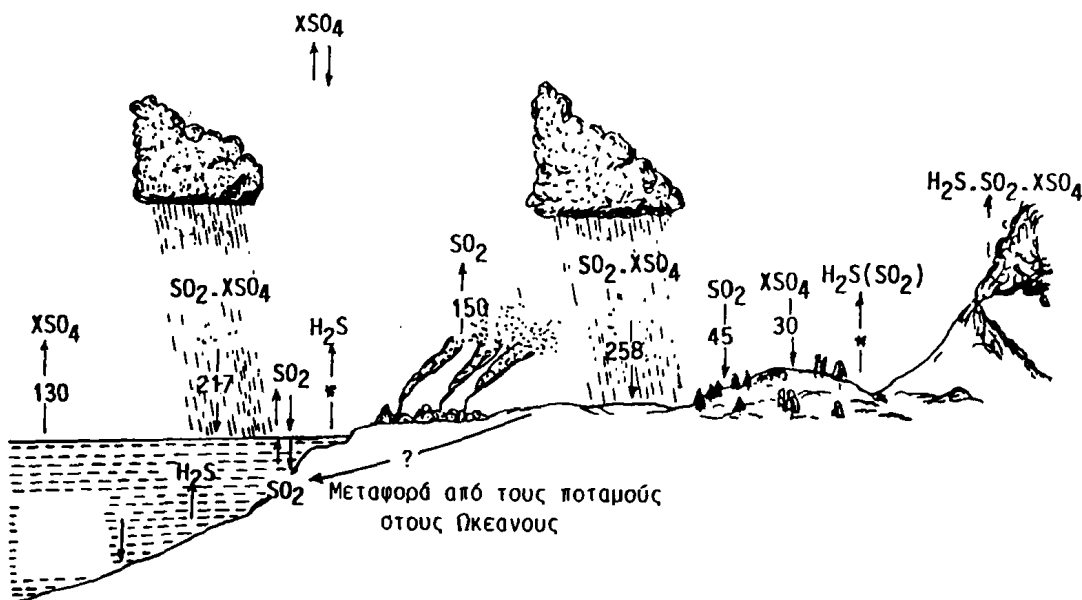 XSO4
H2S.SO2.XSO4
SO2
SO2.XSO4
H2S(SO2)
XSO4
SO2
SO2.XSO4
150
XSO4
H2S
30
45
258
217
SO2
*
*
130
?
H2S
SO2
Μεταφορά από τους ποταμούς
στους Ωκεανους